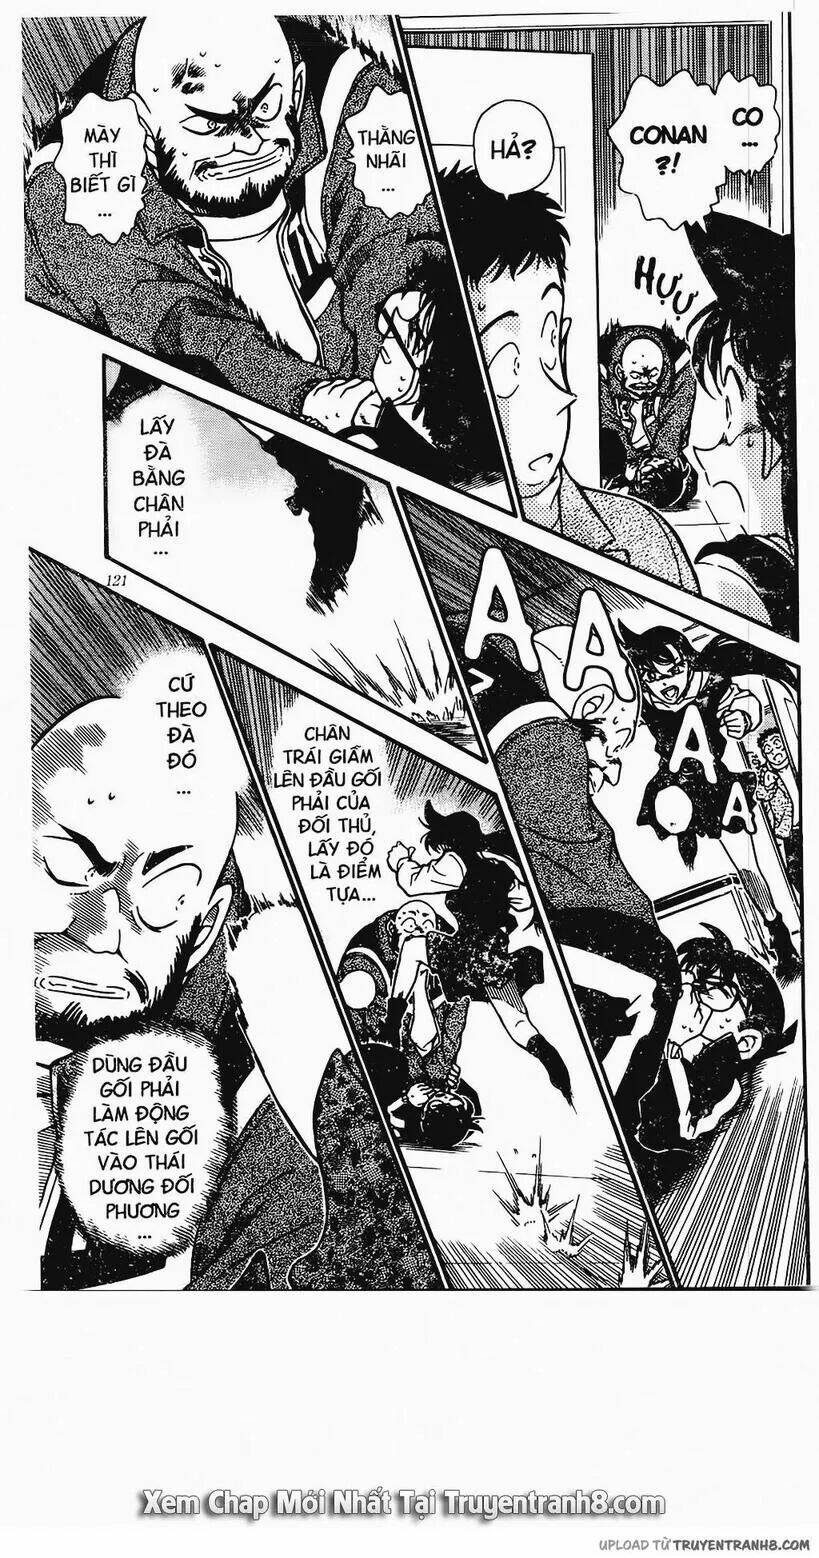 CO
...
CONAN
?!
HẢ?
HỰỰ
THẰNG
NHÃI
...
MÀY
THÌ
BIẾT GÌ
...
AAAAA
LẤY
ĐÀ
BẰNG
CHÂN
PHẢI
...
121
CHÂN
TRÁI GIẪM
LÊN ĐẦU GỐI
PHẢI CỦA
ĐỐI THỦ,
LẤY ĐÓ
LÀ ĐIỂM
TỰA...
CỨ
THEO
ĐÀ
ĐÓ
...
DÙNG ĐẦU
GỐI PHẢI
LÀM ĐỘNG
TÁC LÊN GỐI
VÀO THÁI
DƯƠNG ĐỐI
PHƯƠNG
...
Xem Chap Mới Nhất Tại Truyentranh8.com
UPLOAD TỪ TRUYENTRANH8.COM